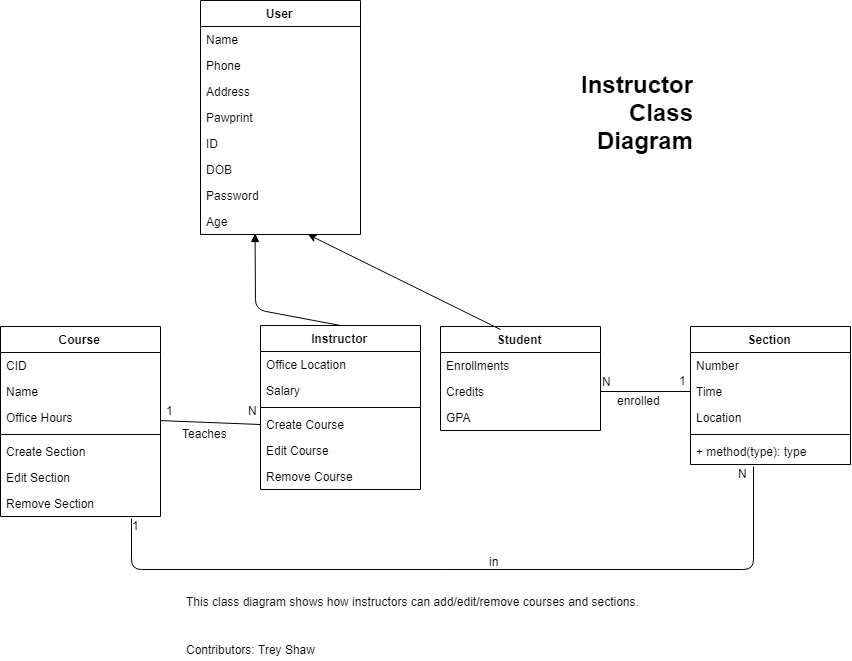 User
Name
Phone
Address
Pawprint
ID
DOB
Password
Age
Instructor
Class
Diagram
Course
CID
Name
Office Hours
Create Section
Edit Section
Remove Section
1
N
Teaches
Instructor
Office Location
Salary
Create Course
Edit Course
Remove Course
Student
Enrollments
Credits
GPA
N
1
enrolled
Section
Number
Time
Location
+ method(type): type
N
1
in
This class diagram shows how instructors can add/edit/remove courses and sections.
Contributors: Trey Shaw